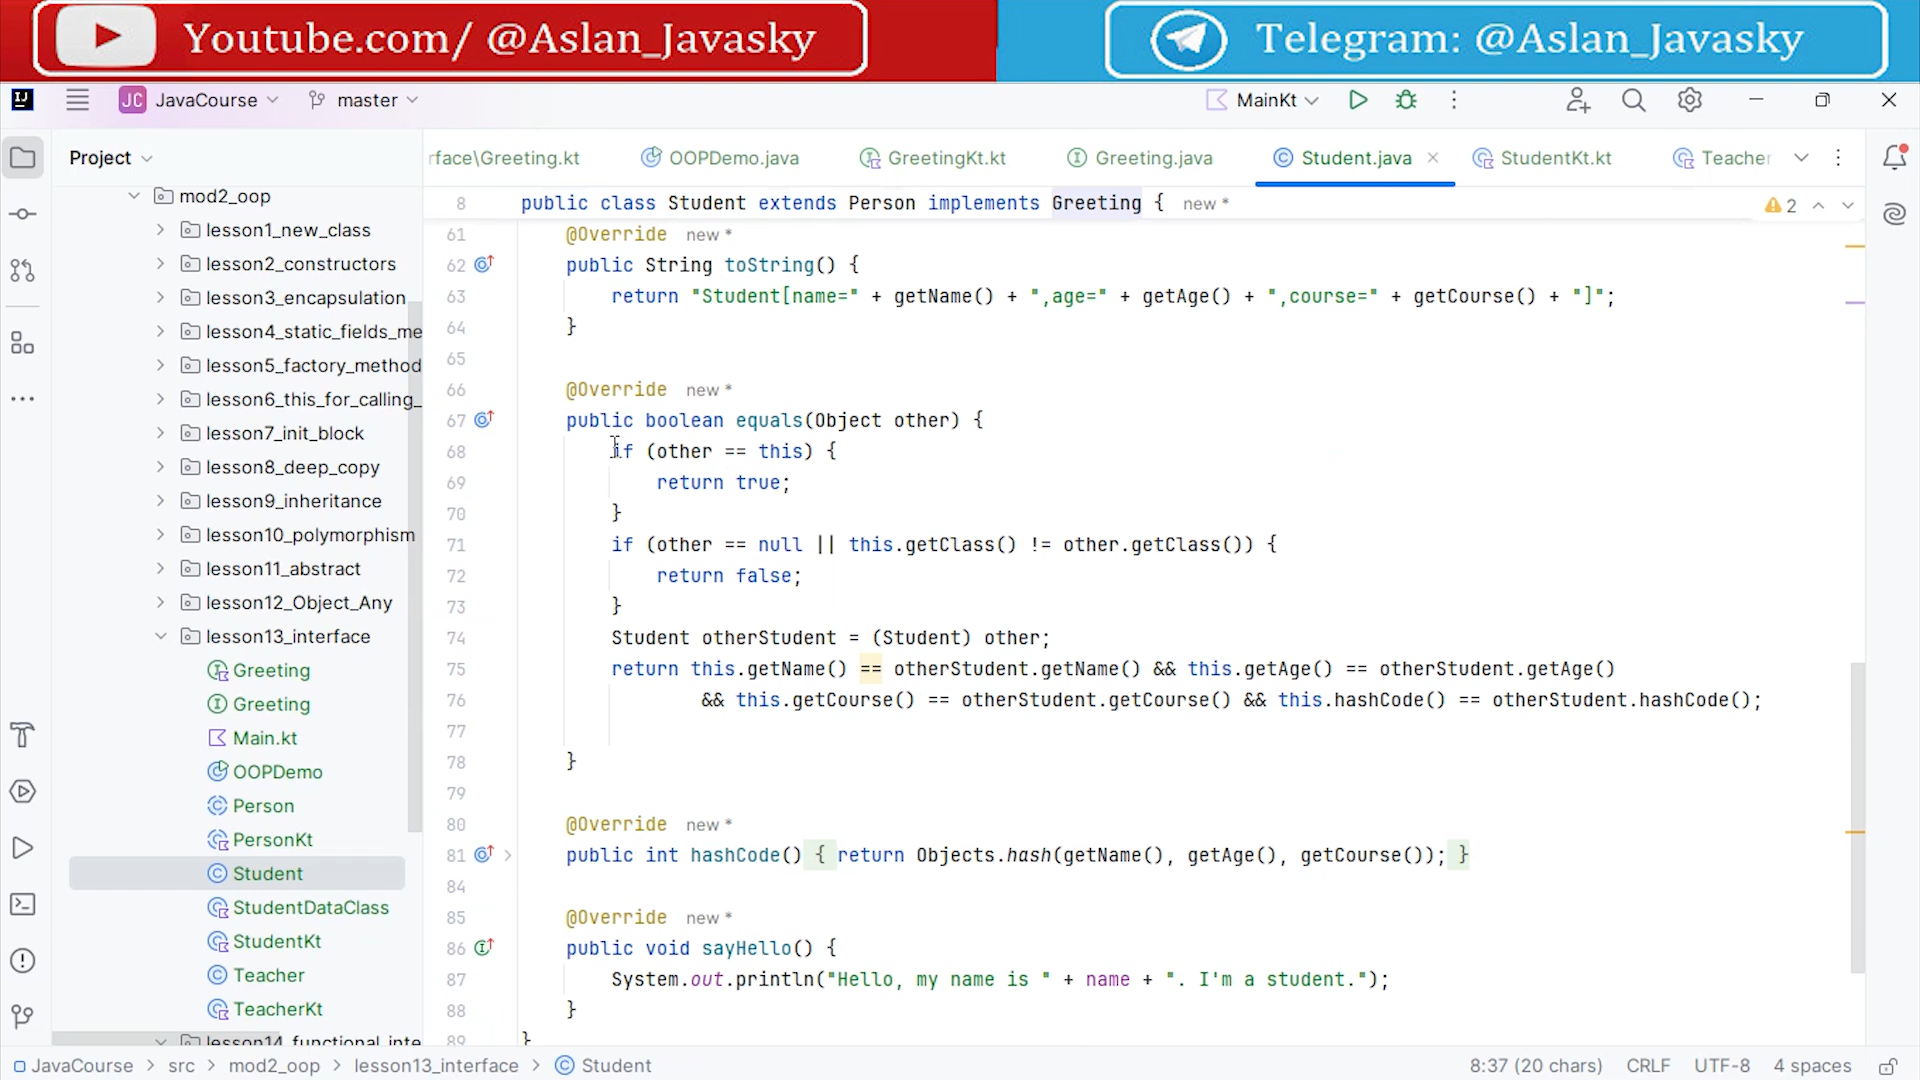 Youtube.com/ @Aslan_Javasky
Telegram: @Aslan_Javasky
JC JavaCourse master MainKt
Project
rface\Greeting.kt OOPDemo.java GreetingKt.kt Greeting.java Student.java StudentKt.kt Teacher
8 public class Student extends Person implements Greeting { new *
2
mod2_oop
lesson1_new_class
lesson2_constructors
lesson3_encapsulation
lesson4_static_fields_me
lesson5_factory_method
lesson6_this_for_calling_
lesson7_init_block
lesson8_deep_copy
lesson9_inheritance
lesson10_polymorphism
lesson11_abstract
lesson12_Object_Any
lesson13_interface
Greeting
Greeting
Main.kt
OOPDemo
Person
PersonKt
Student
StudentDataClass
StudentKt
Teacher
TeacherKt
lesson14_functional_inte
61 @Override new *
62 public String toString() {
63 return "Student[name=" + getName() + ",age=" + getAge() + ",course=" + getCourse() + "]";
64 }
65
66 @Override new *
67 public boolean equals(Object other) {
68 if (other == this) {
69 return true;
70 }
71 if (other == null || this.getClass() != other.getClass()) {
72 return false;
73 }
74 Student otherStudent = (Student) other;
75 return this.getName() == otherStudent.getName() && this.getAge() == otherStudent.getAge()
76 && this.getCourse() == otherStudent.getCourse() && this.hashCode() == otherStudent.hashCode();
77
78 }
79
80 @Override new *
81 public int hashCode() { return Objects.hash(getName(), getAge(), getCourse()); }
84
85 @Override new *
86 public void sayHello() {
87 System.out.println("Hello, my name is " + name + ". I'm a student.");
88 }
89 }
JavaCourse > src > mod2_oop > lesson13_interface > Student
8:37 (20 chars) CRLF UTF-8 4 spaces